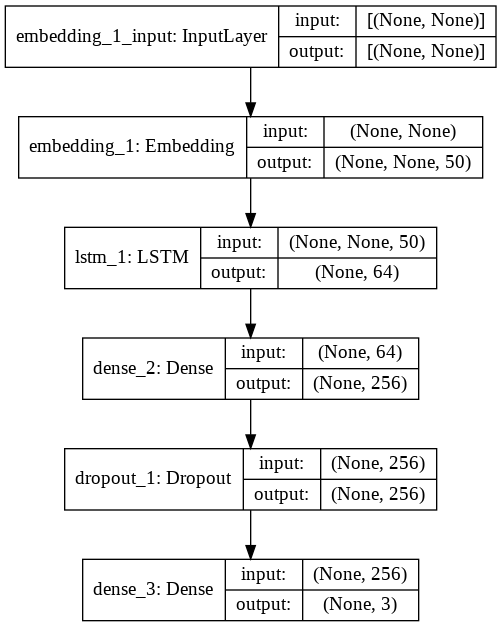 embedding_1_input: InputLayer input: [(None, None)]
output: [(None, None)]
embedding_1: Embedding input: (None, None)
output: (None, None, 50)
lstm_1: LSTM input: (None, None, 50)
output: (None, 64)
dense_2: Dense input: (None, 64)
output: (None, 256)
dropout_1: Dropout input: (None, 256)
output: (None, 256)
dense_3: Dense input: (None, 256)
output: (None, 3)